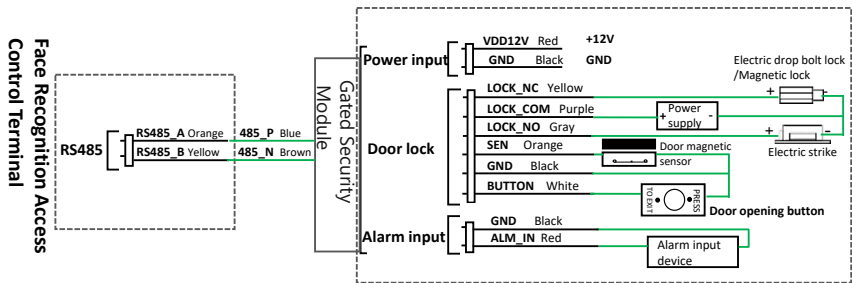 Face Recognition Access
Control Terminal
RS485
RS485_A Orange
RS485_B Yellow
485_P Blue
485_N Brown
Gated Security
Module
Power input
VDD12V Red +12V
GND Black GND
Door lock
LOCK_NC Yellow
LOCK_COM Purple
LOCK_NO Gray
SEN Orange
GND Black
BUTTON White
Electric drop bolt lock
/Magnetic lock
+ -
+ Power -
supply
+ -
Electric strike
Door magnetic
sensor
PRESS
TO EXIT
Door opening button
Alarm input
GND Black
ALM_IN Red
Alarm input
device